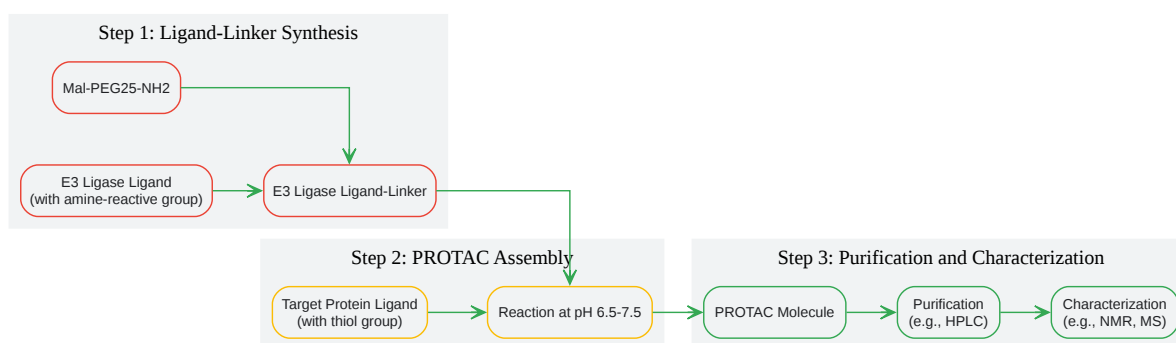 Step 1: Ligand-Linker Synthesis
Mal-PEG25-NH2
E3 Ligase Ligand
(with amine-reactive group)
E3 Ligase Ligand-Linker
Step 2: PROTAC Assembly
Target Protein Ligand
(with thiol group)
Reaction at pH 6.5-7.5
Step 3: Purification and Characterization
PROTAC Molecule
Purification
(e.g., HPLC)
Characterization
(e.g., NMR, MS)